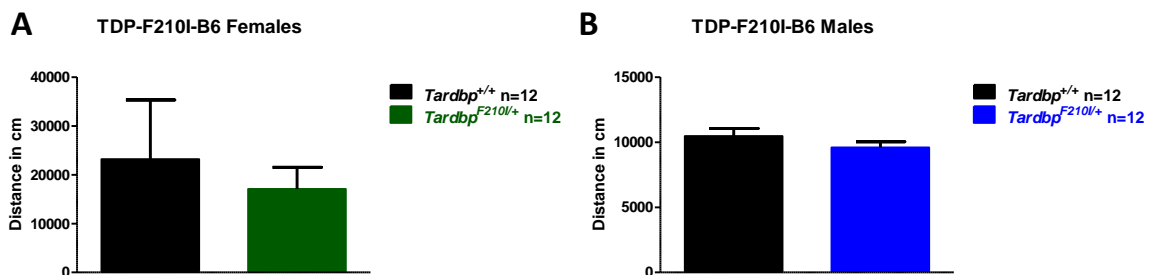 A
TDP-F210I-B6 Females
Distance in cm
40000
30000
20000
10000
0
Tardbp+/+ n=12
TardbpF210I/+ n=12
B
TDP-F210I-B6 Males
Distance in cm
15000
10000
5000
0
Tardbp+/+ n=12
TardbpF210I/+ n=12